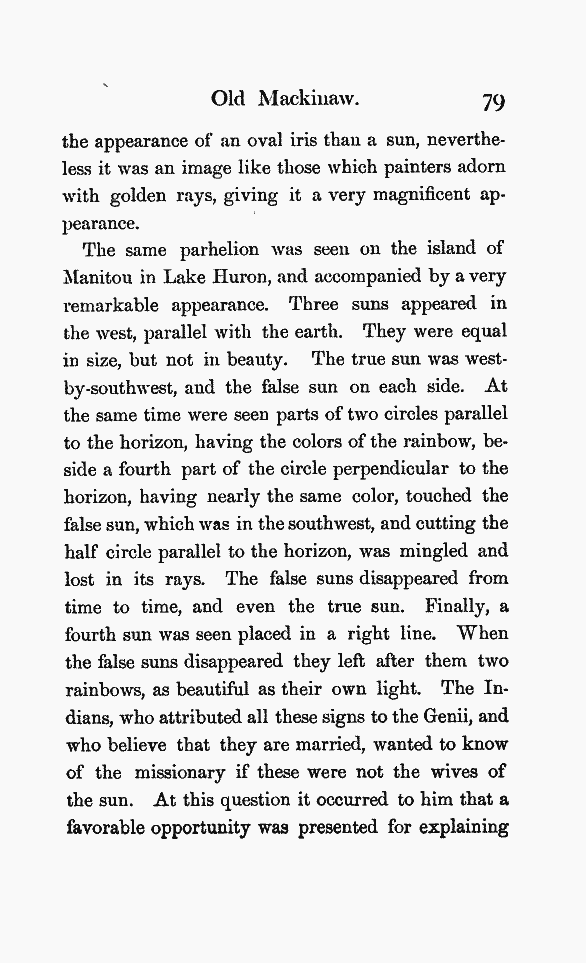 Old Mackinaw. 79
the appearance of an oval iris than a sun, neverthe-
less it was an image like those which painters adorn
with golden rays, giving it a very magnificent ap-
pearance.
The same parhelion was seen on the island of
Manitou in Lake Huron, and accompanied by a very
remarkable appearance. Three suns appeared in
the west, parallel with the earth. They were equal
in size, but not in beauty. The true sun was west-
by-southwest, and the false sun on each side. At
the same time were seen parts of two circles parallel
to the horizon, having the colors of the rainbow, be-
side a fourth part of the circle perpendicular to the
horizon, having nearly the same color, touched the
false sun, which was in the southwest, and cutting the
half circle parallel to the horizon, was mingled and
lost in its rays. The false suns disappeared from
time to time, and even the true sun. Finally, a
fourth sun was seen placed in a right line. When
the false suns disappeared they left after them two
rainbows, as beautiful as their own light. The In-
dians, who attributed all these signs to the Genii, and
who believe that they are married, wanted to know
of the missionary if these were not the wives of
the sun. At this question it occurred to him that a
favorable opportunity was presented for explaining